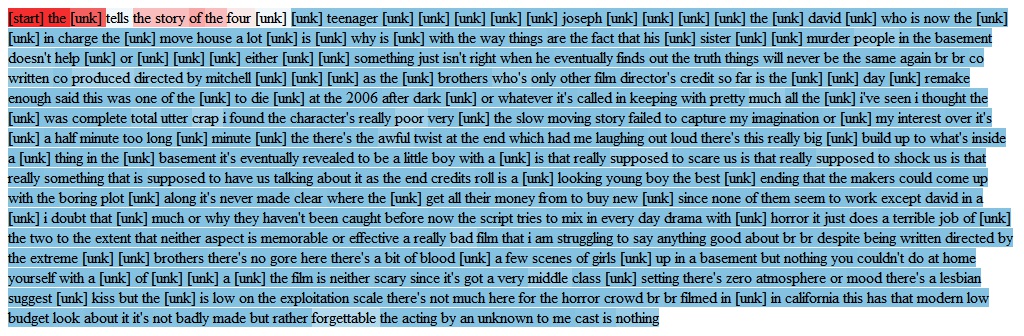 [start] the [unk] tells the story of the four [unk] [unk] teenager [unk] [unk] [unk] [unk] [unk] [unk] joseph [unk] [unk] [unk] [unk] the [unk] david [unk] who is now the [unk]
[unk] in charge the [unk] move house a lot [unk] is [unk] why is [unk] with the way things are the fact that his [unk] sister [unk] [unk] murder people in the basement
doesn't help [unk] or [unk] [unk] [unk] either [unk] [unk] something just isn't right when he eventually finds out the truth things will never be the same again br br co
written co produced directed by mitchell [unk] [unk] [unk] as the [unk] brothers who's only other film director's credit so far is the [unk] [unk] day [unk] remake
enough said this was one of the [unk] to die [unk] at the 2006 after dark [unk] or whatever it's called in keeping with pretty much all the [unk] i've seen i thought the
[unk] was complete total utter crap i found the character's really poor very [unk] the slow moving story failed to capture my imagination or [unk] my interest over it's
[unk] a half minute too long [unk] minute [unk] the there's the awful twist at the end which had me laughing out loud there's this really big [unk] build up to what's inside
a [unk] thing in the [unk] basement it's eventually revealed to be a little boy with a [unk] is that really supposed to scare us is that really supposed to shock us is that
really something that is supposed to have us talking about it as the end credits roll is a [unk] looking young boy the best [unk] ending that the makers could come up
with the boring plot [unk] along it's never made clear where the [unk] get all their money from to buy new [unk] since none of them seem to work except david in a
[unk] i doubt that [unk] much or why they haven't been caught before now the script tries to mix in every day drama with [unk] horror it just does a terrible job of [unk]
the two to the extent that neither aspect is memorable or effective a really bad film that i am struggling to say anything good about br br despite being written directed by
the extreme [unk] [unk] brothers there's no gore here there's a bit of blood [unk] a few scenes of girls [unk] up in a basement but nothing you couldn't do at home
yourself with a [unk] of [unk] [unk] a [unk] the film is neither scary since it's got a very middle class [unk] setting there's zero atmosphere or mood there's a lesbian
suggest [unk] kiss but the [unk] is low on the exploitation scale there's not much here for the horror crowd br br filmed in [unk] in california this has that modern low
budget look about it it's not badly made but rather forgettable the acting by an unknown to me cast is nothing